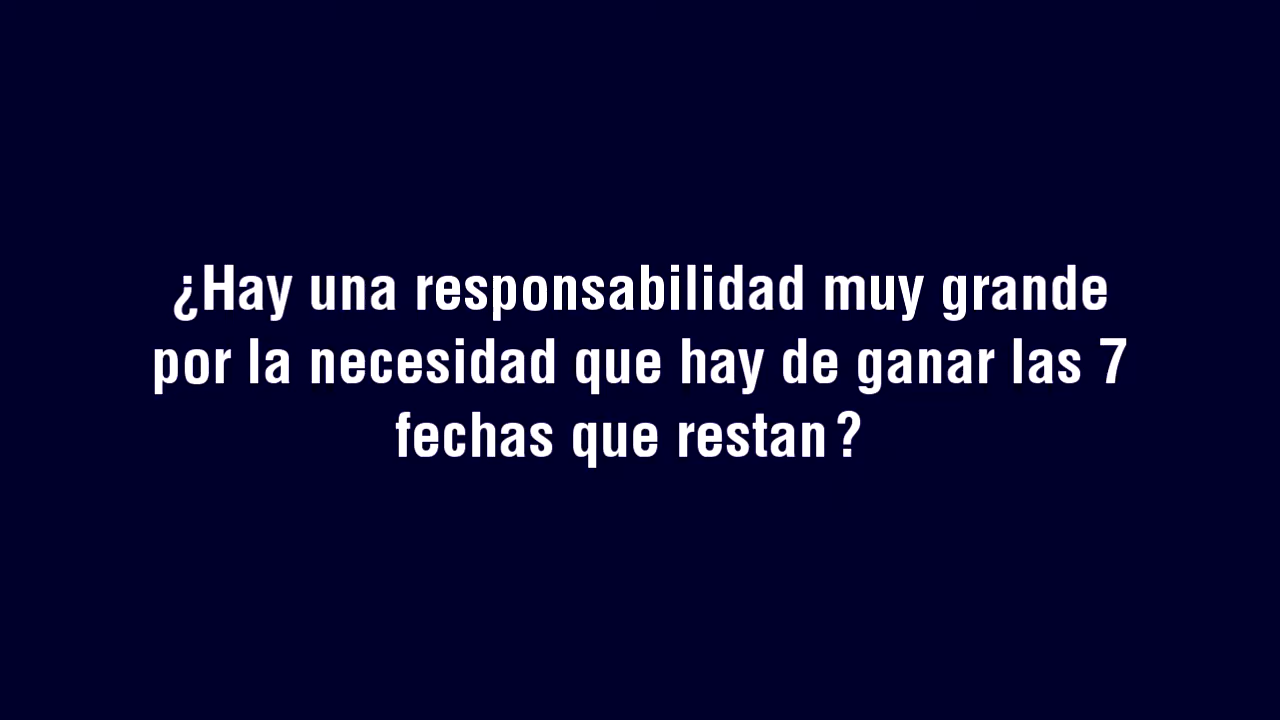 ¿Hay una responsabilidad muy grande
por la necesidad que hay de ganar las 7
fechas que restan?